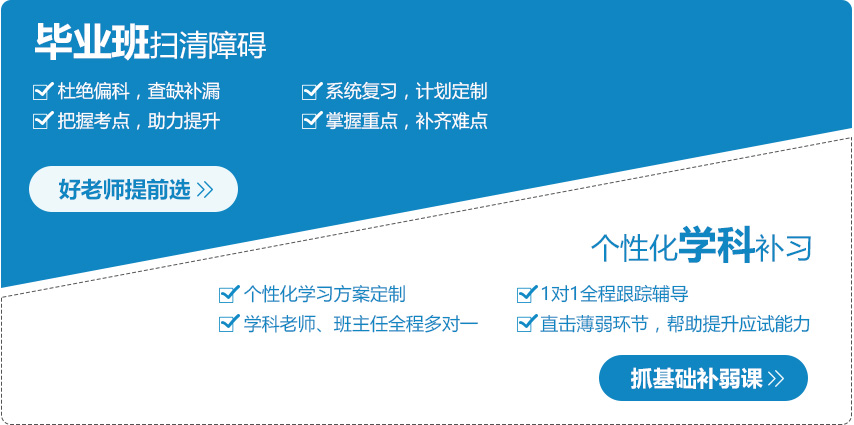 毕业班扫清障碍
杜绝偏科，查缺补漏
系统复习，计划定制
把握考点，助力提升
掌握重点，补齐难点
好老师提前选 >>
个性化学科补习
个性化学习方案定制
1对1全程跟踪辅导
学科老师、班主任全程多对一
直击薄弱环节，帮助提升应试能力
抓基础补弱课 >>